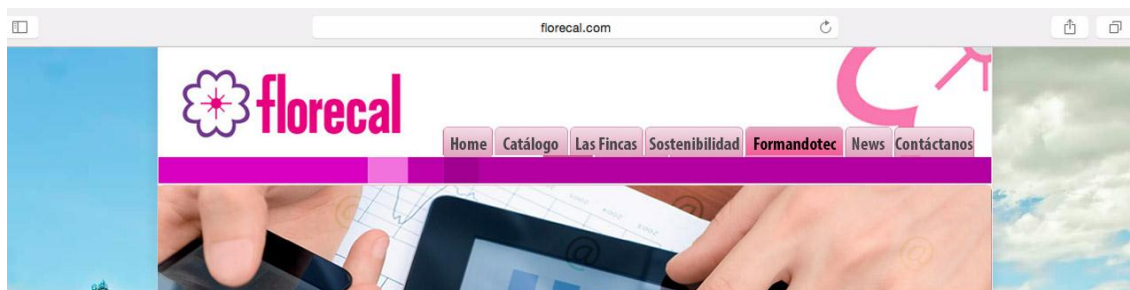 florecal.com
florecal
Home Catálogo Las Fincas Sostenibilidad Formandotec News Contáctanos